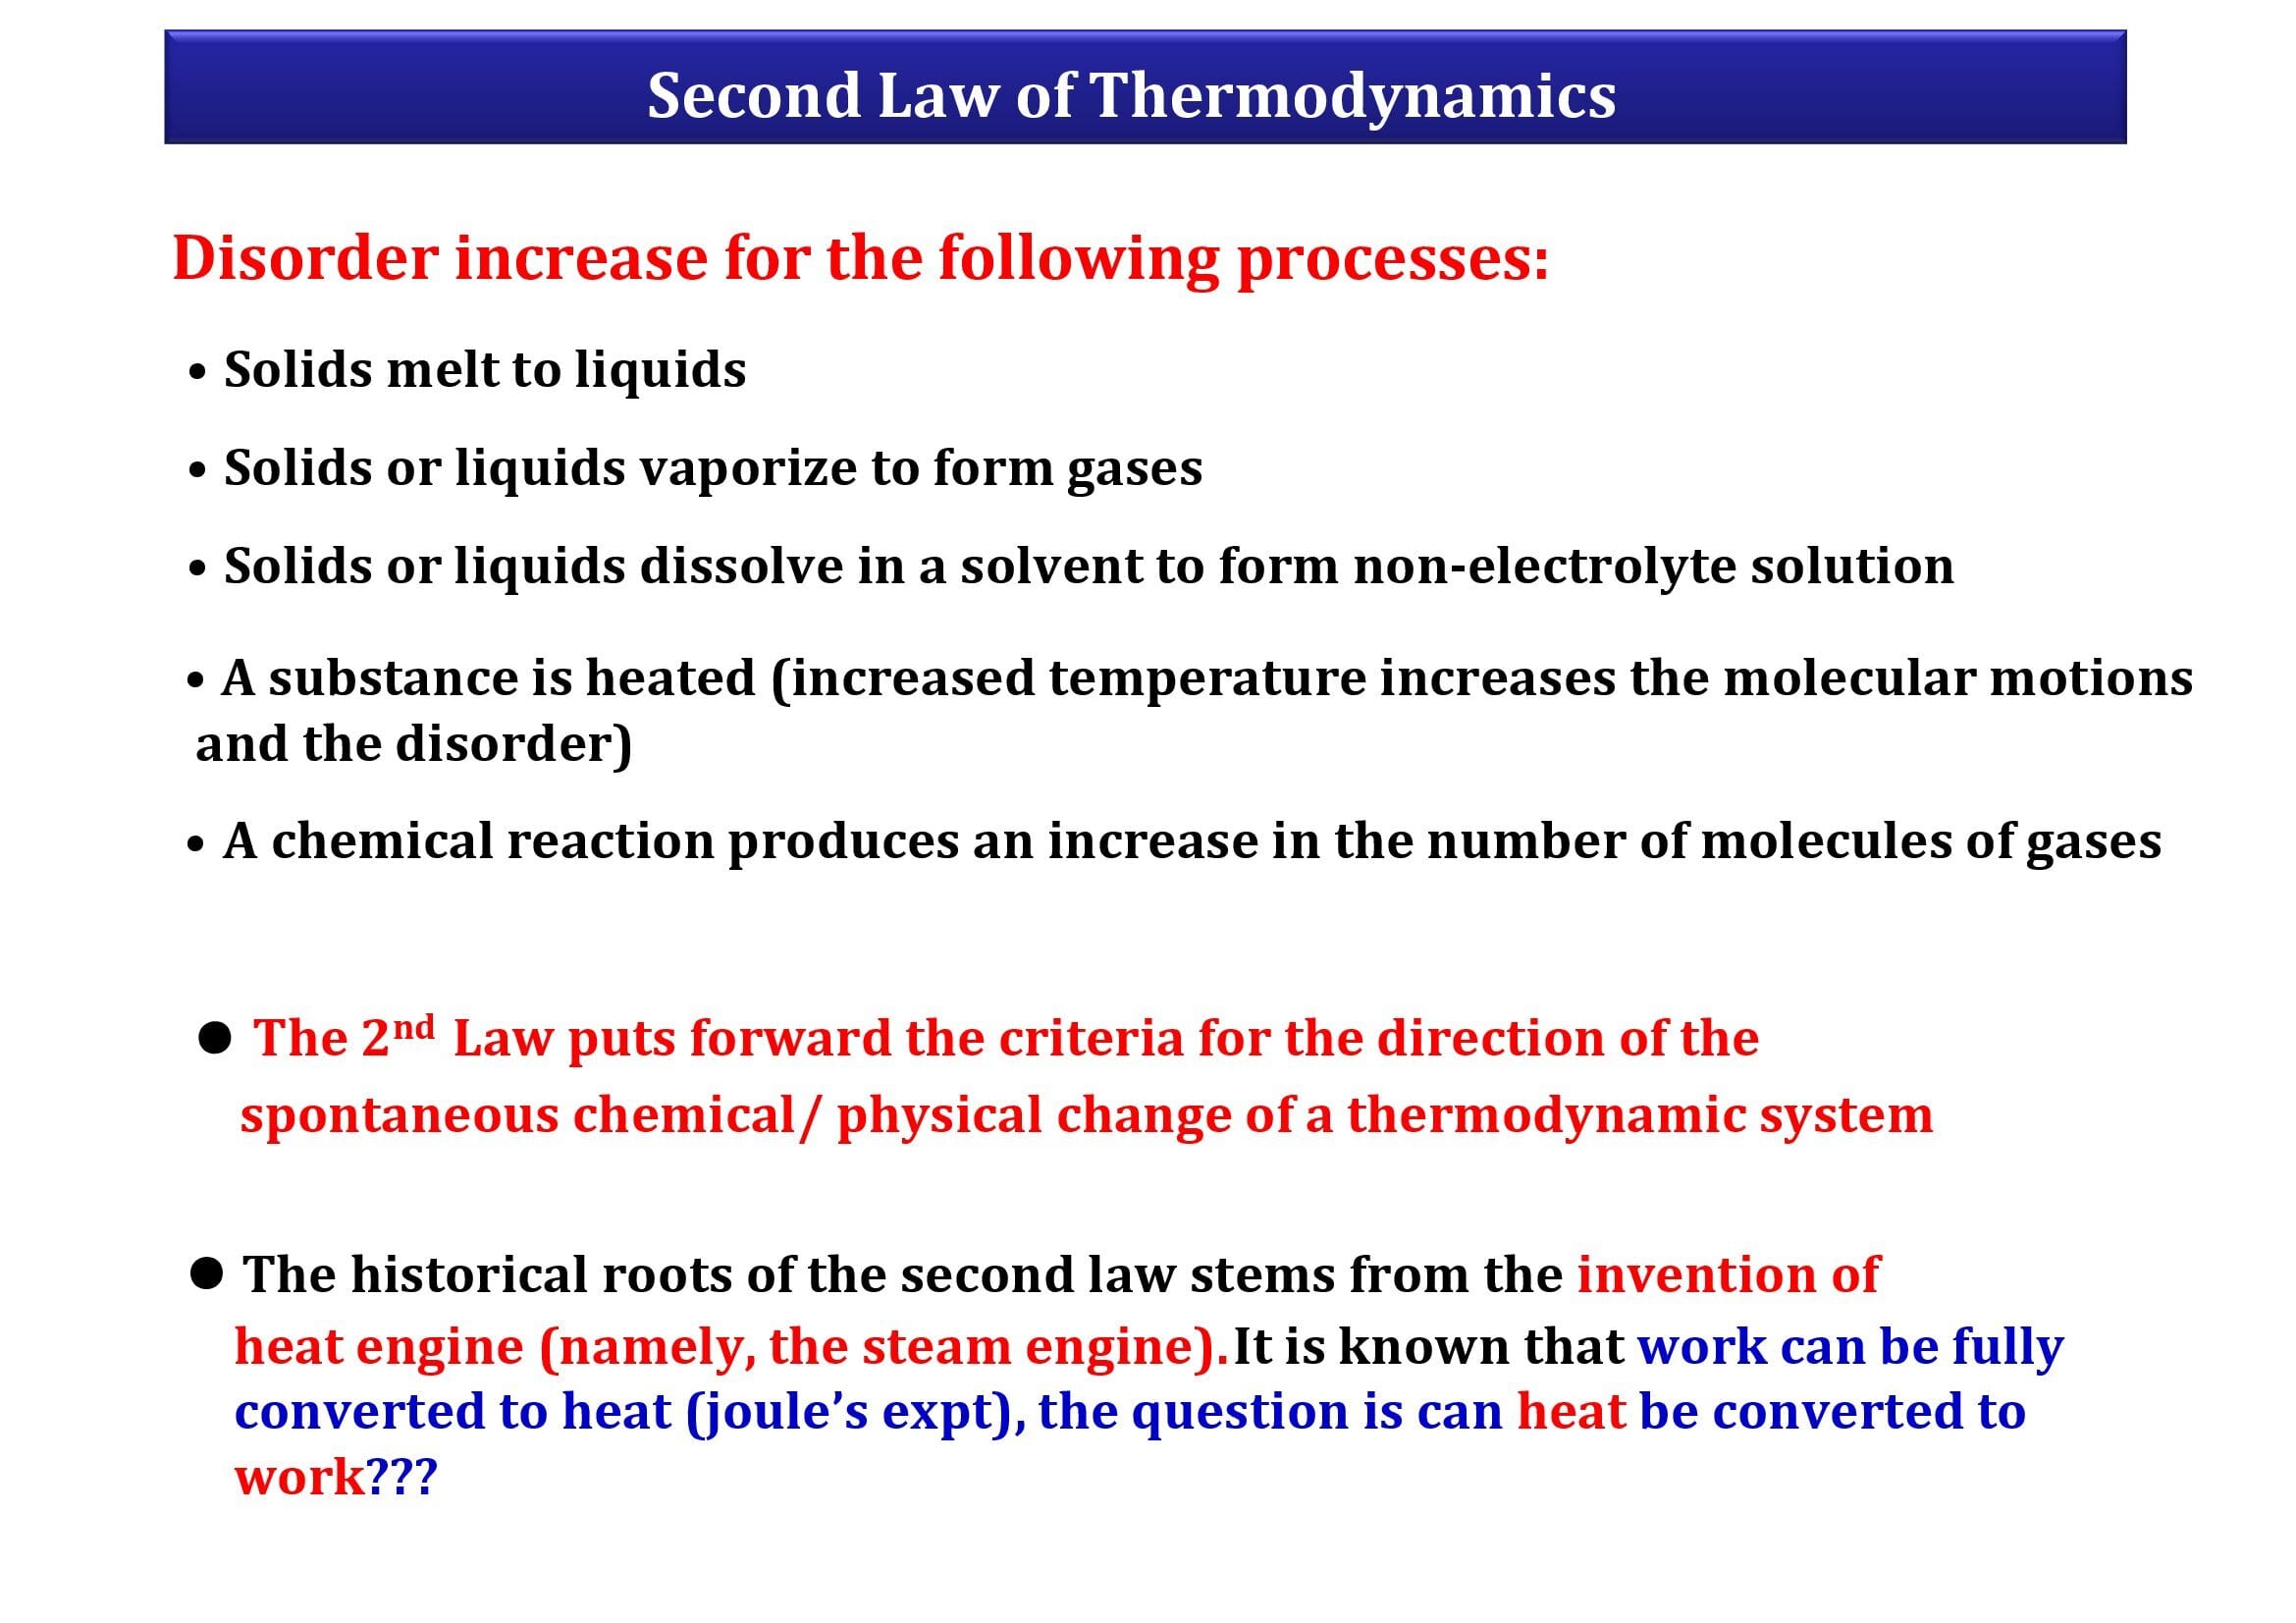 Second Law of Thermodynamics
Disorder increase for the following processes:
• Solids melt to liquids
• Solids or liquids vaporize to form gases
• Solids or liquids dissolve in a solvent to form non-electrolyte solution
• A substance is heated (increased temperature increases the molecular motions
and the disorder)
• A chemical reaction produces an increase in the number of molecules of gases
● The 2nd Law puts forward the criteria for the direction of the
spontaneous chemical/ physical change of a thermodynamic system
● The historical roots of the second law stems from the invention of
heat engine (namely, the steam engine). It is known that work can be fully
converted to heat (joule’s expt), the question is can heat be converted to
work???